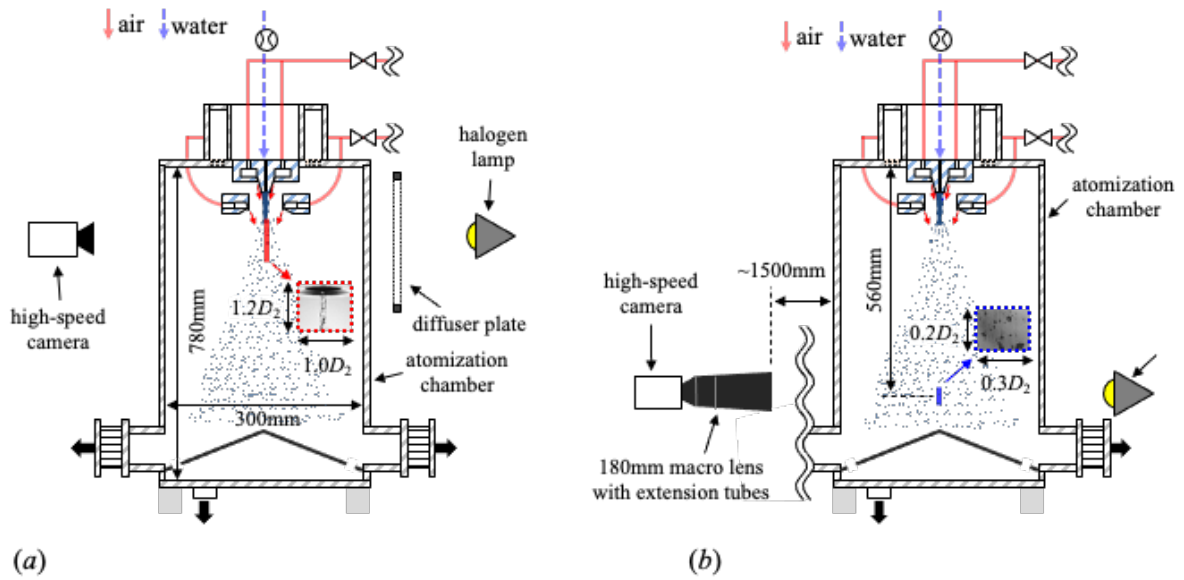 air
water
halogen
lamp
high-speed
camera
780mm
1.2D₂
1.0D₂
diffuser plate
atomization
chamber
300mm
(a)
air
water
atomization
chamber
~1500mm
560mm
high-speed
camera
0.2D₂
0.3D₂
180mm macro lens
with extension tubes
(b)